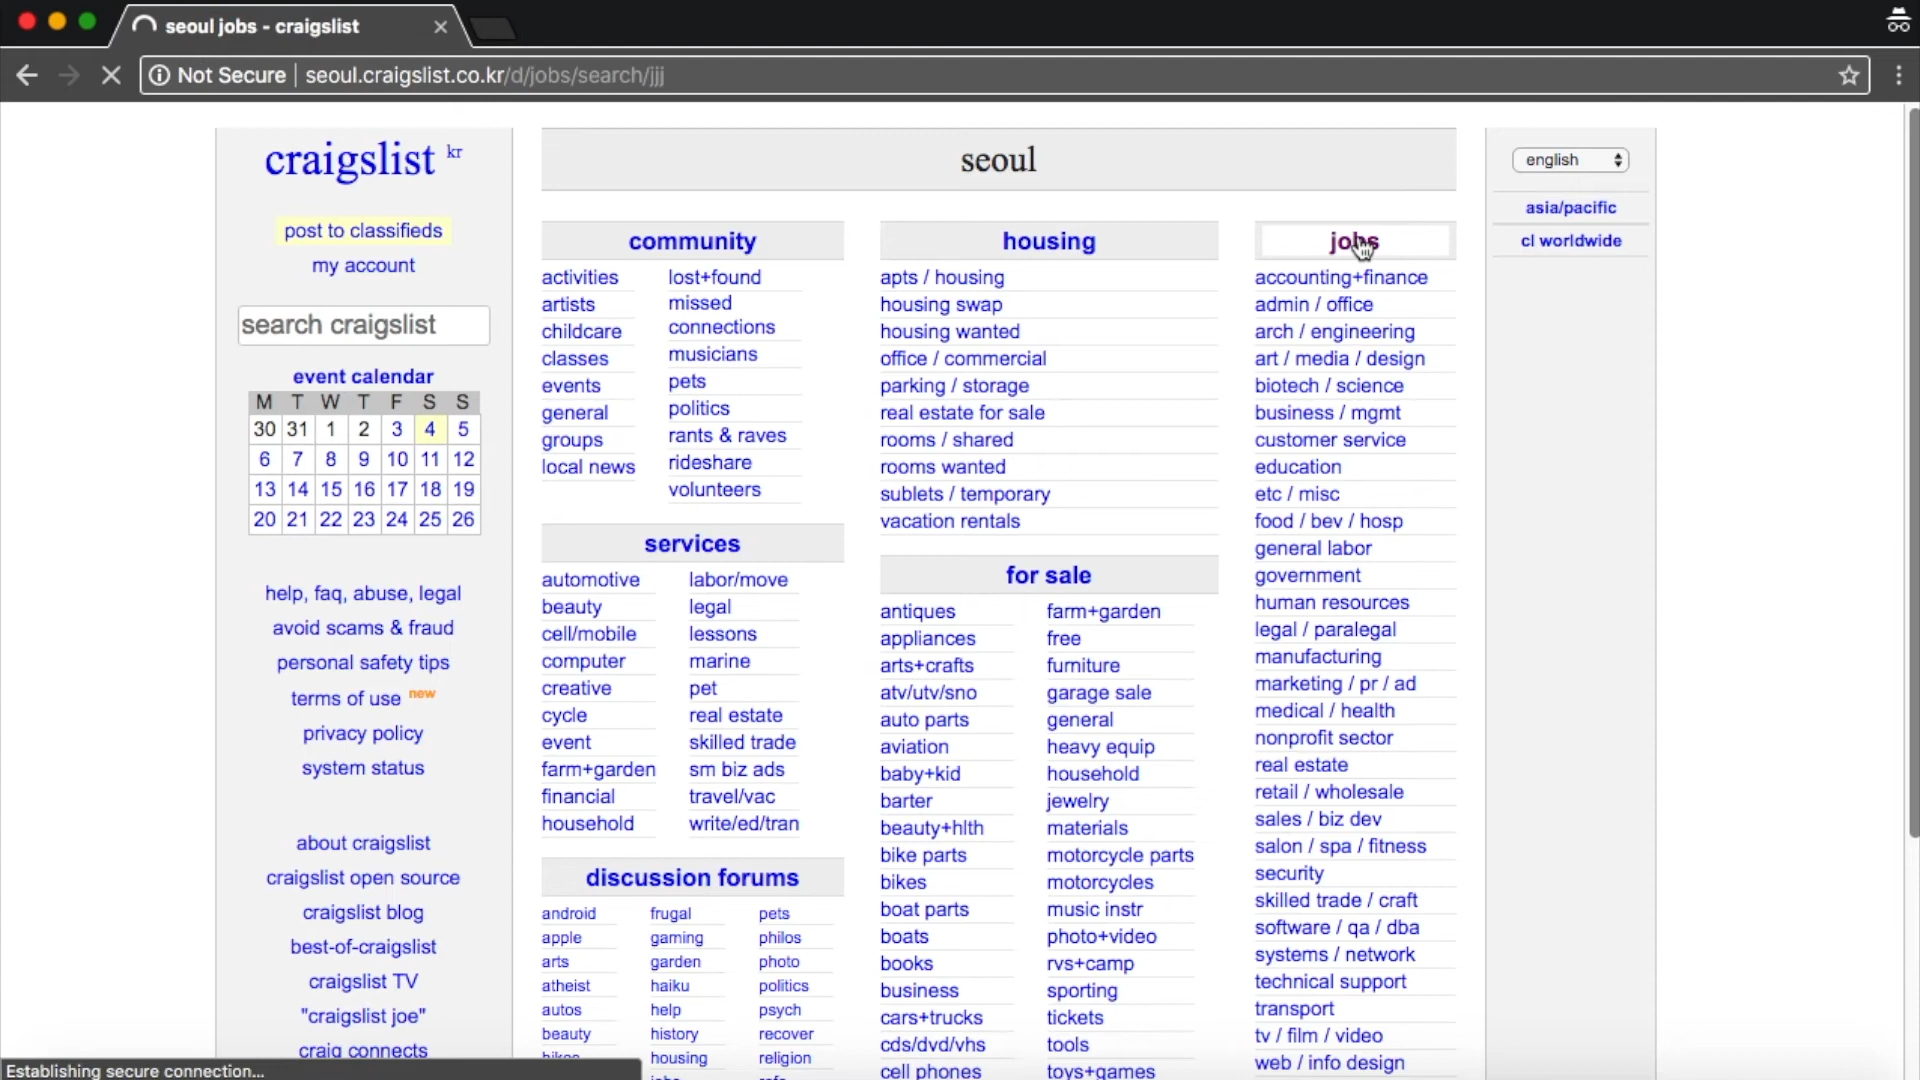 seoul jobs - craigslist
Not Secure | seoul.craigslist.co.kr/d/jobs/search/jjj
craigslist kr
post to classifieds
my account
search craigslist
event calendar
M T W T F S S
30 31 1 2 3 4 5
6 7 8 9 10 11 12
13 14 15 16 17 18 19
20 21 22 23 24 25 26
help, faq, abuse, legal
avoid scams & fraud
personal safety tips
terms of use new
privacy policy
system status
about craigslist
craigslist open source
craigslist blog
best-of-craigslist
craigslist TV
"craigslist joe"
craig connects
seoul
community
activities
artists
childcare
classes
events
general
groups
local news
lost+found
missed
connections
musicians
pets
politics
rants & raves
rideshare
volunteers
services
automotive
beauty
cell/mobile
computer
creative
cycle
event
farm+garden
financial
household
labor/move
legal
lessons
marine
pet
real estate
skilled trade
sm biz ads
travel/vac
write/ed/tran
discussion forums
android
apple
arts
atheist
autos
beauty
bikes
frugal
gaming
garden
haiku
help
history
housing
jobs
pets
philos
photo
politics
psych
recover
religion
housing
apts / housing
housing swap
housing wanted
office / commercial
parking / storage
real estate for sale
rooms / shared
rooms wanted
sublets / temporary
vacation rentals
for sale
antiques
appliances
arts+crafts
atv/utv/sno
auto parts
aviation
baby+kid
barter
beauty+hlth
bike parts
bikes
boat parts
boats
books
business
cars+trucks
cds/dvd/vhs
cell phones
farm+garden
free
furniture
garage sale
general
heavy equip
household
jewelry
materials
motorcycle parts
motorcycles
music instr
photo+video
rvs+camp
sporting
tickets
tools
toys+games
jobs
accounting+finance
admin / office
arch / engineering
art / media / design
biotech / science
business / mgmt
customer service
education
etc / misc
food / bev / hosp
general labor
government
human resources
legal / paralegal
manufacturing
marketing / pr / ad
medical / health
nonprofit sector
real estate
retail / wholesale
sales / biz dev
salon / spa / fitness
security
skilled trade / craft
software / qa / dba
systems / network
technical support
transport
tv / film / video
web / info design
english
asia/pacific
cl worldwide
Establishing secure connection...